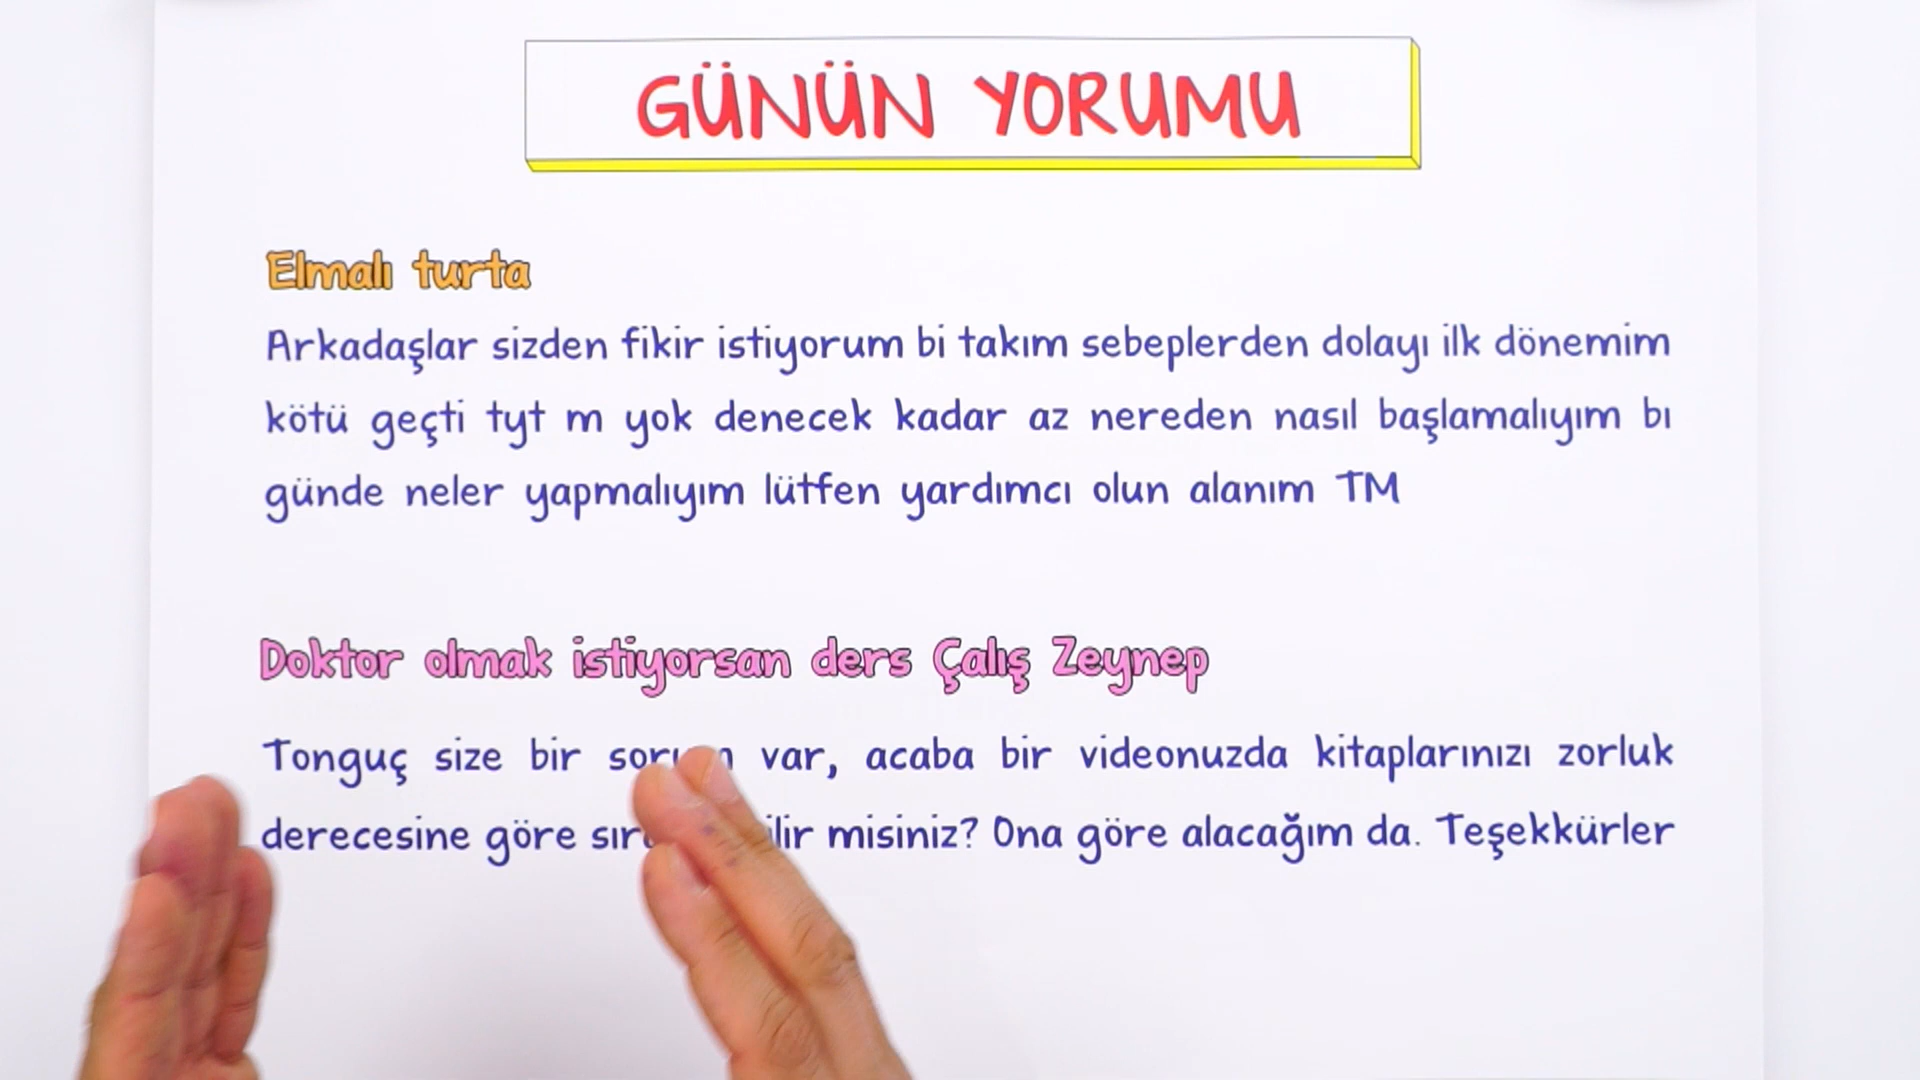 GÜNÜN YORUMU
Elmalı turta
Arkadaşlar sizden fikir istiyorum bi takım sebeplerden dolayı ilk dönemim
kötü geçti tyt m yok denecek kadar az nereden nasıl başlamalıyım bı
günde neler yapmalıyım lütfen yardımcı olun alanım TM
Doktor olmak istiyorsan ders Çalış Zeynep
Tonguç size bir var, acaba bir videonuzda kitaplarınızı zorluk
derecesine göre misiniz? Ona göre alacağım da. Teşekkürler